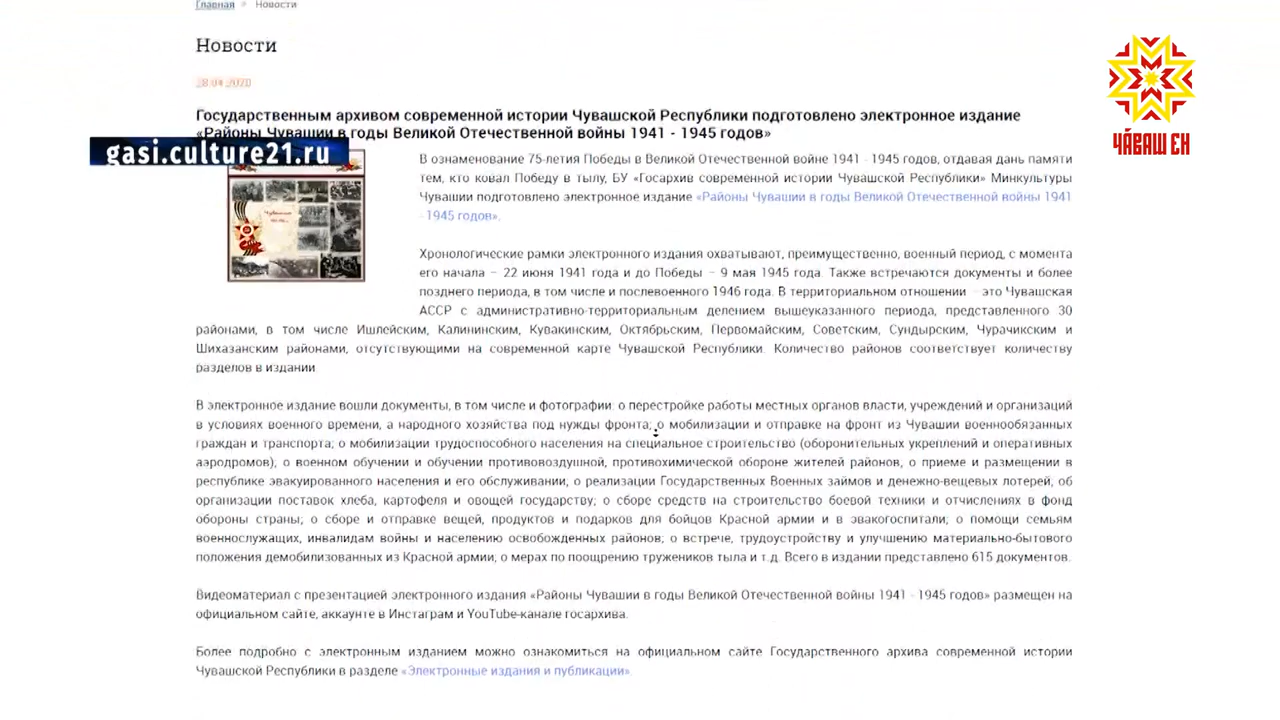 Главная » Новости
Новости
28.04.2020
Государственным архивом современной истории Чувашской Республики подготовлено электронное издание
«Районы Чувашии в годы Великой Отечественной войны 1941 - 1945 годов»
gasi.culture21.ru
ЧӐВАШ ЕН
В ознаменование 75-летия Победы в Великой Отечественной войне 1941 - 1945 годов, отдавая дань памяти
тем, кто ковал Победу в тылу, БУ «Госархив современной истории Чувашской Республики» Минкультуры
Чувашии подготовлено электронное издание «Районы Чувашии в годы Великой Отечественной войны 1941
- 1945 годов».
Хронологические рамки электронного издания охватывают, преимущественно, военный период, с момента
его начала – 22 июня 1941 года и до Победы – 9 мая 1945 года. Также встречаются документы и более
позднего периода, в том числе и послевоенного 1946 года. В территориальном отношении – это Чувашская
АССР с административно-территориальным делением вышеуказанного периода, представленного 30
районами, в том числе Ишлейским, Калининским, Кувакинским, Октябрьским, Первомайским, Советским, Сундырским, Чурачикским и
Шихазанским районами, отсутствующими на современной карте Чувашской Республики. Количество районов соответствует количеству
разделов в издании.
В электронное издание вошли документы, в том числе и фотографии: о перестройке работы местных органов власти, учреждений и организаций
в условиях военного времени, а народного хозяйства под нужды фронта; о мобилизации и отправке на фронт из Чувашии военнообязанных
граждан и транспорта; о мобилизации трудоспособного населения на специальное строительство (оборонительных укреплений и оперативных
аэродромов), о военном обучении и обучении противовоздушной, противохимической обороне жителей районов, о приеме и размещении в
республике эвакуированного населения и его обслуживании, о реализации Государственных Военных займов и денежно-вещевых лотерей, об
организации поставок хлеба, картофеля и овощей государству; о сборе средств на строительство боевой техники и отчислениях в фонд
обороны страны; о сборе и отправке вещей, продуктов и подарков для бойцов Красной армии и в эвакогоспитали; о помощи семьям
военнослужащих, инвалидам войны и населению освобожденных районов; о встрече, трудоустройству и улучшению материально-бытового
положения демобилизованных из Красной армии; о мерах по поощрению тружеников тыла и т.д. Всего в издании представлено 615 документов.
Видеоматериал с презентацией электронного издания «Районы Чувашии в годы Великой Отечественной войны 1941 - 1945 годов» размещен на
официальном сайте, аккаунте в Инстаграм и YouTube-канале госархива.
Более подробно с электронным изданием можно ознакомиться на официальном сайте Государственного архива современной истории
Чувашской Республики в разделе «Электронные издания и публикации».